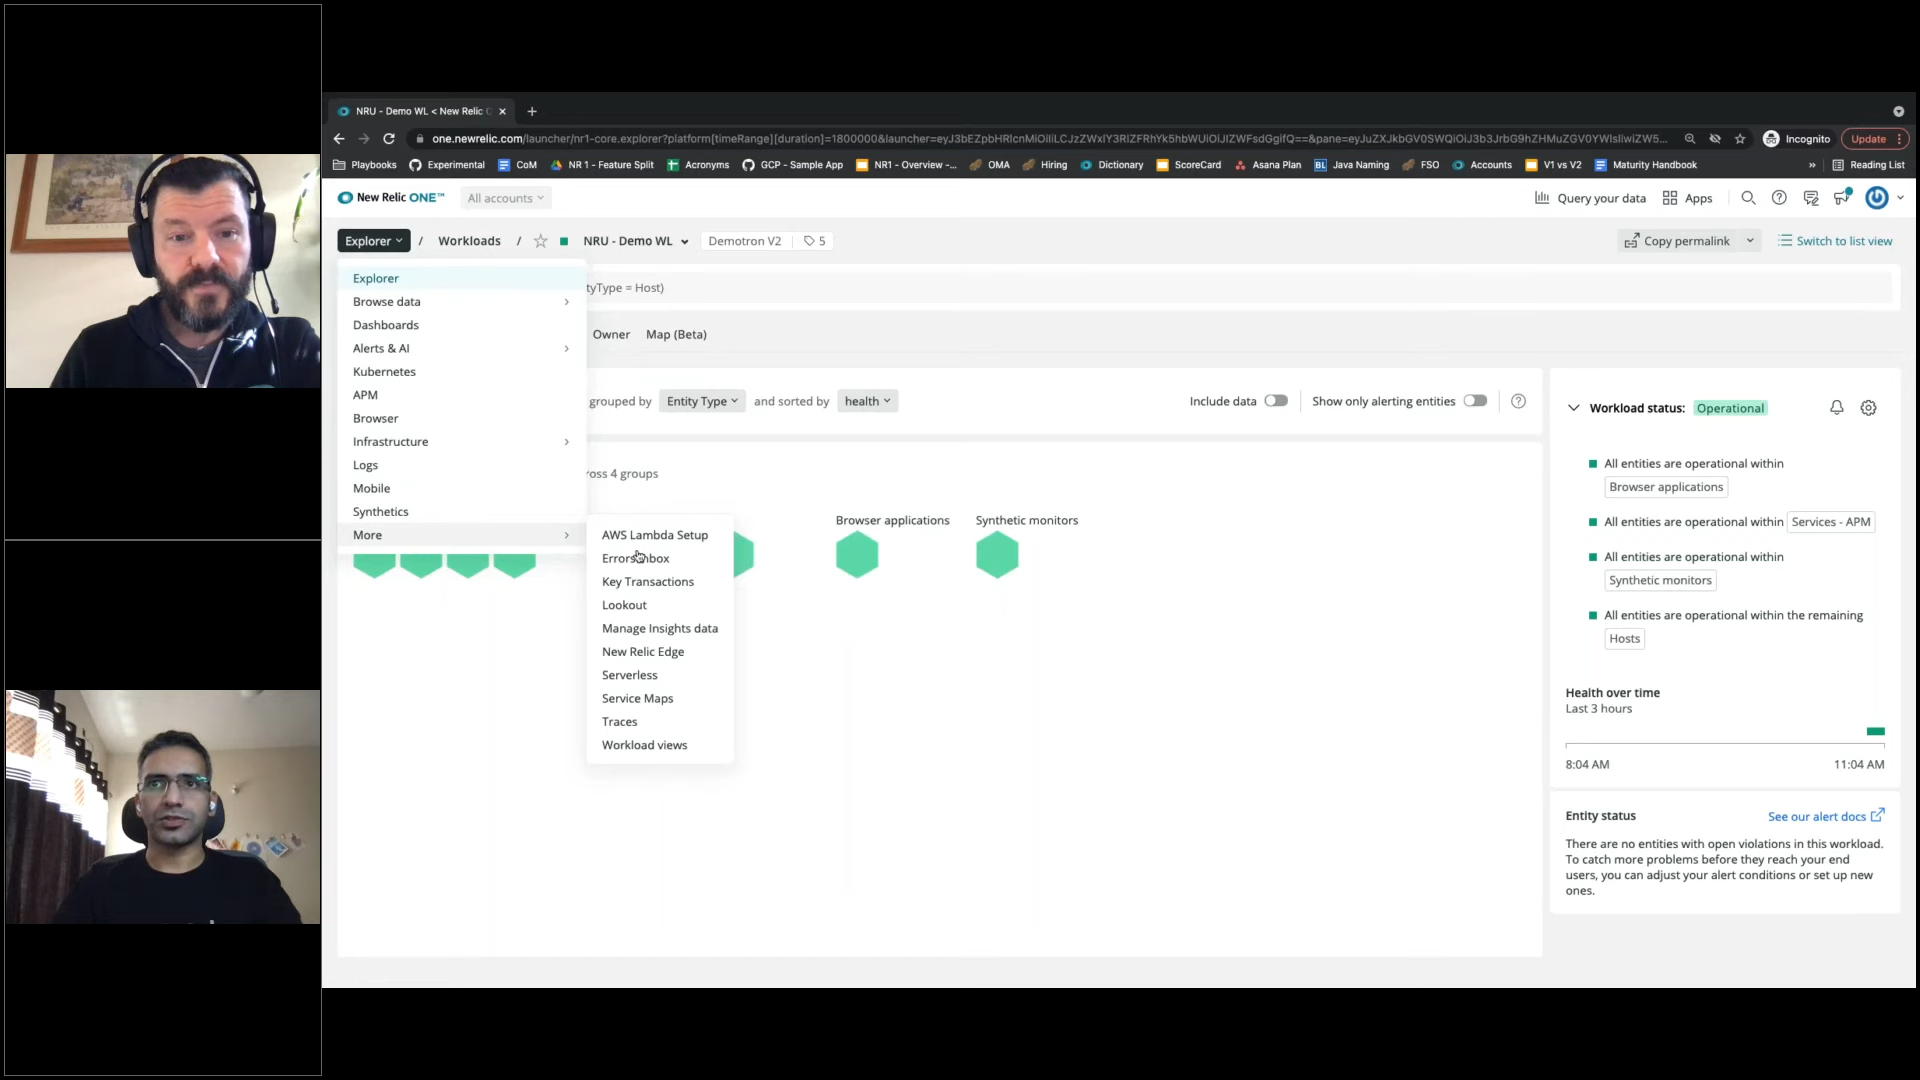 NRU - Demo WL < New Relic
one.newrelic.com/launcher/nr1-core.explorer?platform[timeRange][duration]=1800000&launcher=
Incognito
Update
Playbooks
Experimental
CoM
NR 1 - Feature Split
Acronyms
GCP - Sample App
NR1 - Overview -...
OMA
Hiring
Dictionary
ScoreCard
Asana Plan
Java Naming
FSO
Accounts
V1 vs V2
Maturity Handbook
»
Reading List
New Relic ONE™
All accounts
Query your data
Apps
Explorer / Workloads /
NRU - Demo WL
Demotron V2
5
Copy permalink
Switch to list view
Explorer
Browse data
Dashboards
Alerts & AI
Kubernetes
APM
Browser
Infrastructure
Logs
Mobile
Synthetics
More
AWS Lambda Setup
Errors Inbox
Key Transactions
Lookout
Manage Insights data
New Relic Edge
Serverless
Service Maps
Traces
Workload views
tyType = Host)
Owner
Map (Beta)
grouped by Entity Type and sorted by health
Include data
Show only alerting entities
oss 4 groups
Browser applications
Synthetic monitors
Workload status: Operational
All entities are operational within
Browser applications
All entities are operational within Services - APM
All entities are operational within
Synthetic monitors
All entities are operational within the remaining
Hosts
Health over time
Last 3 hours
8:04 AM
11:04 AM
Entity status
See our alert docs
There are no entities with open violations in this workload.
To catch more problems before they reach your end
users, you can adjust your alert conditions or set up new
ones.